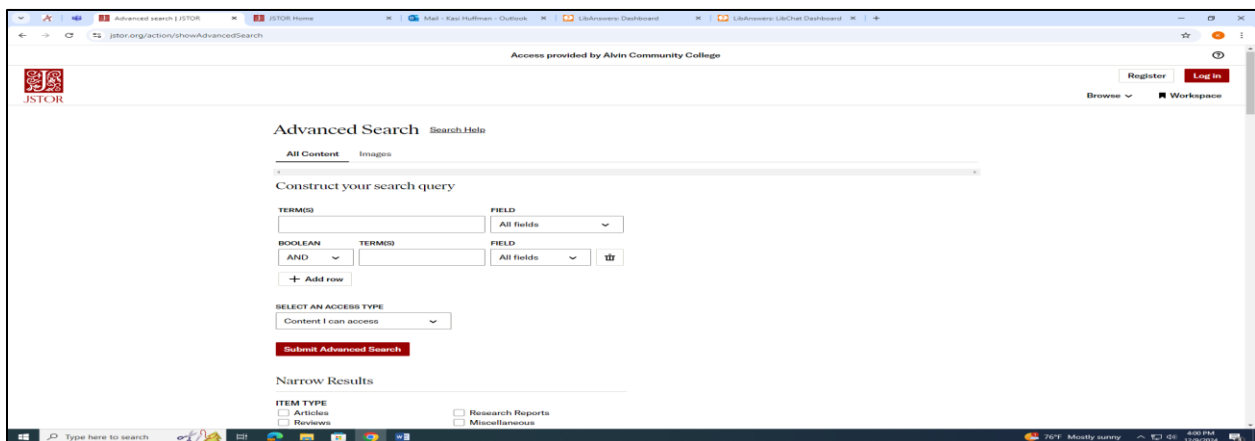 Advanced search | JSTOR
JSTOR Home
Mail - Kasi Huffman - Outlook
LibAnswers: Dashboard
LibAnswers: LibChat Dashboard
jstor.org/action/showAdvancedSearch
Access provided by Alvin Community College
JSTOR
Register
Log in
Browse
Workspace
Advanced Search Search Help
All Content Images
Construct your search query
TERM(S) FIELD
All fields
BOOLEAN TERM(S) FIELD
AND All fields
+ Add row
SELECT AN ACCESS TYPE
Content I can access
Submit Advanced Search
Narrow Results
ITEM TYPE
Articles Research Reports
Reviews Miscellaneous
Type here to search
76°F Mostly sunny
4:00 PM